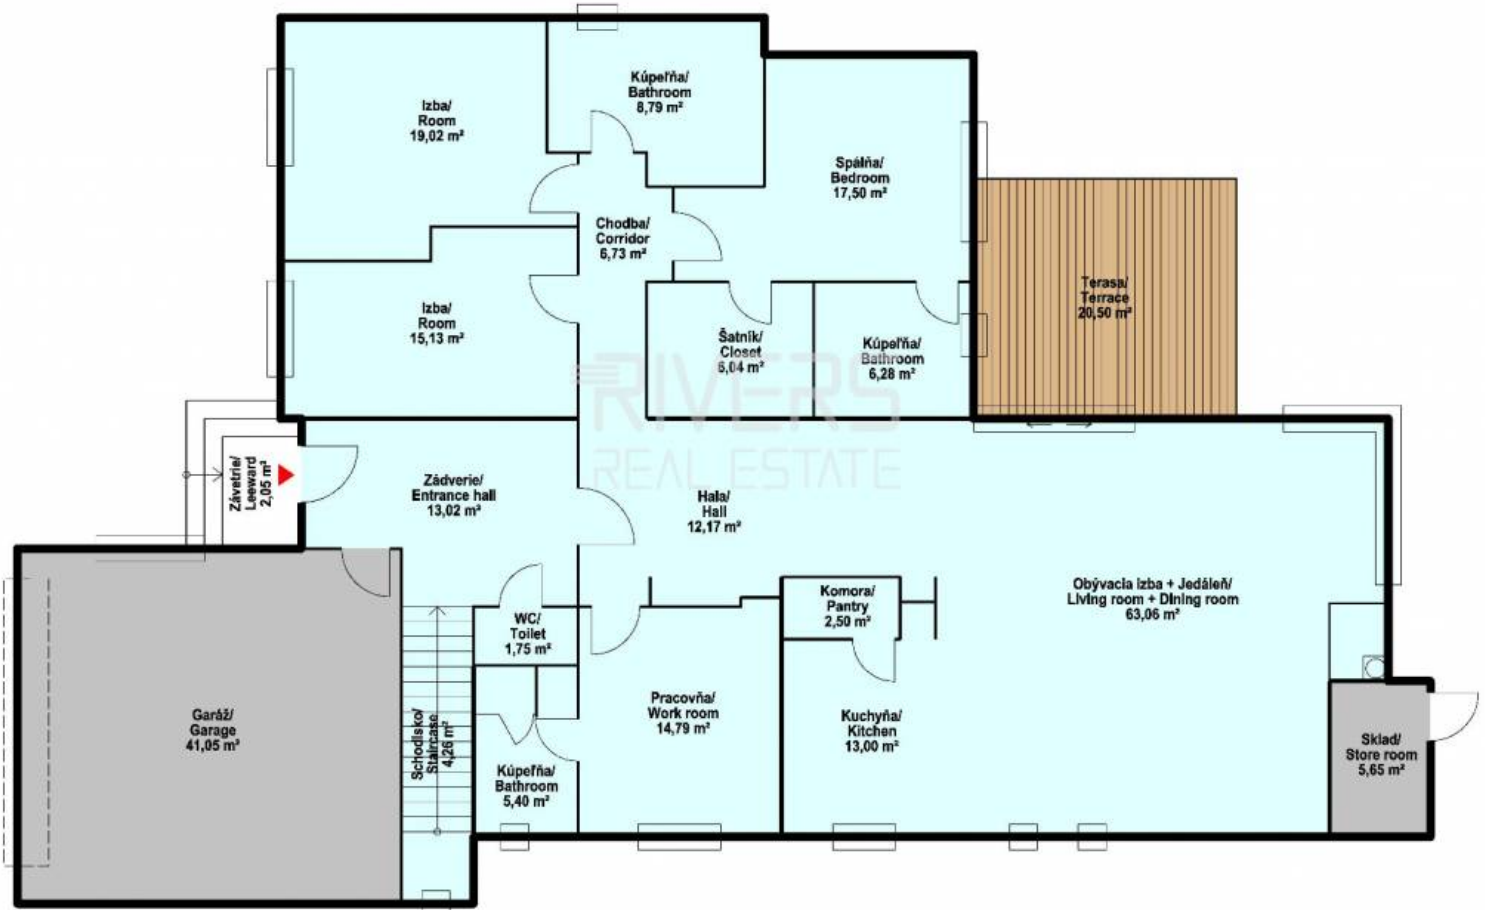 Izba/
Room
19,02 m²
Kúpeľňa/
Bathroom
8,79 m²
Spálňa/
Bedroom
17,50 m²
Chodba/
Corridor
6,73 m²
Izba/
Room
15,13 m²
Šatník/
Closet
6,04 m²
Kúpeľňa/
Bathroom
6,28 m²
Terasa/
Terrace
20,50 m²
RIVERS
REAL ESTATE
Závetrie/
Leeward
2,05 m²
Zádverie/
Entrance hall
13,02 m²
Hala/
Hall
12,17 m²
Obývacia izba + Jedáleň/
Living room + Dining room
63,06 m²
Komora/
Pantry
2,50 m²
WC/
Toilet
1,75 m²
Garáž/
Garage
41,05 m²
Schodisko/
Staircase
4,26 m²
Kúpeľňa/
Bathroom
5,40 m²
Pracovňa/
Work room
14,79 m²
Kuchyňa/
Kitchen
13,00 m²
Sklad/
Store room
5,65 m²